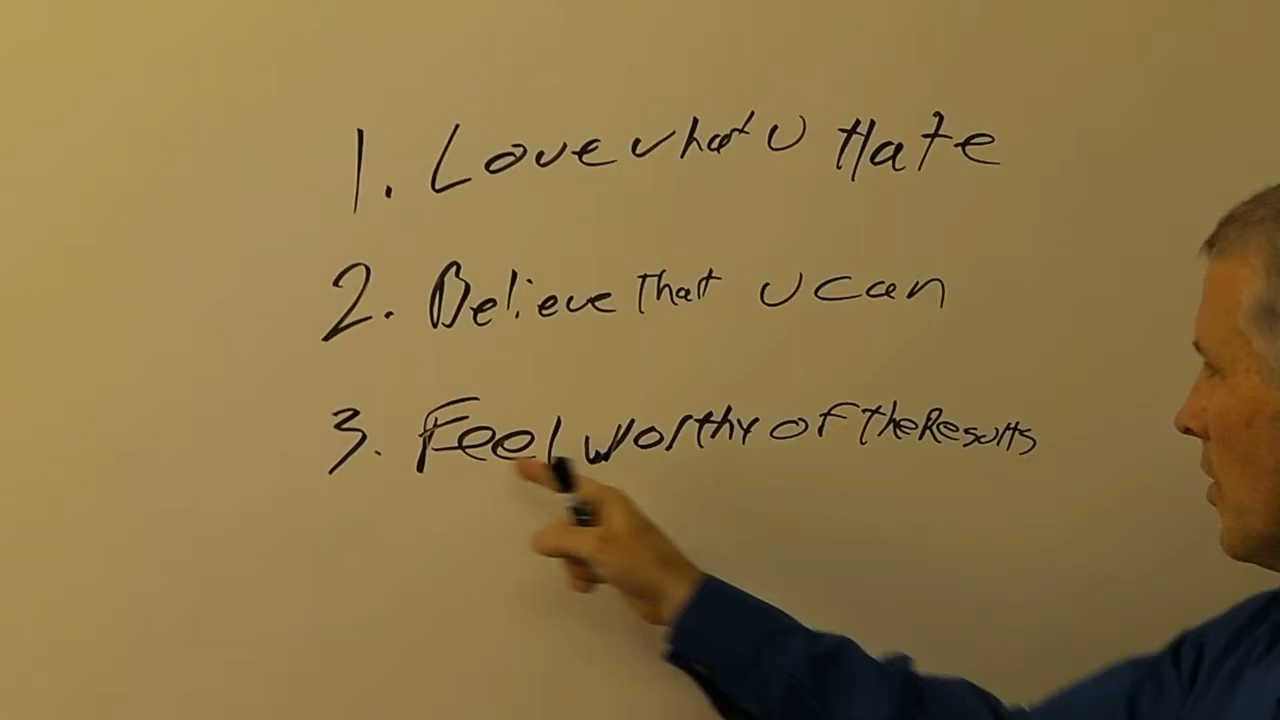 1. Love what U Hate
2. Believe that U can
3. Feel worthy of the Results